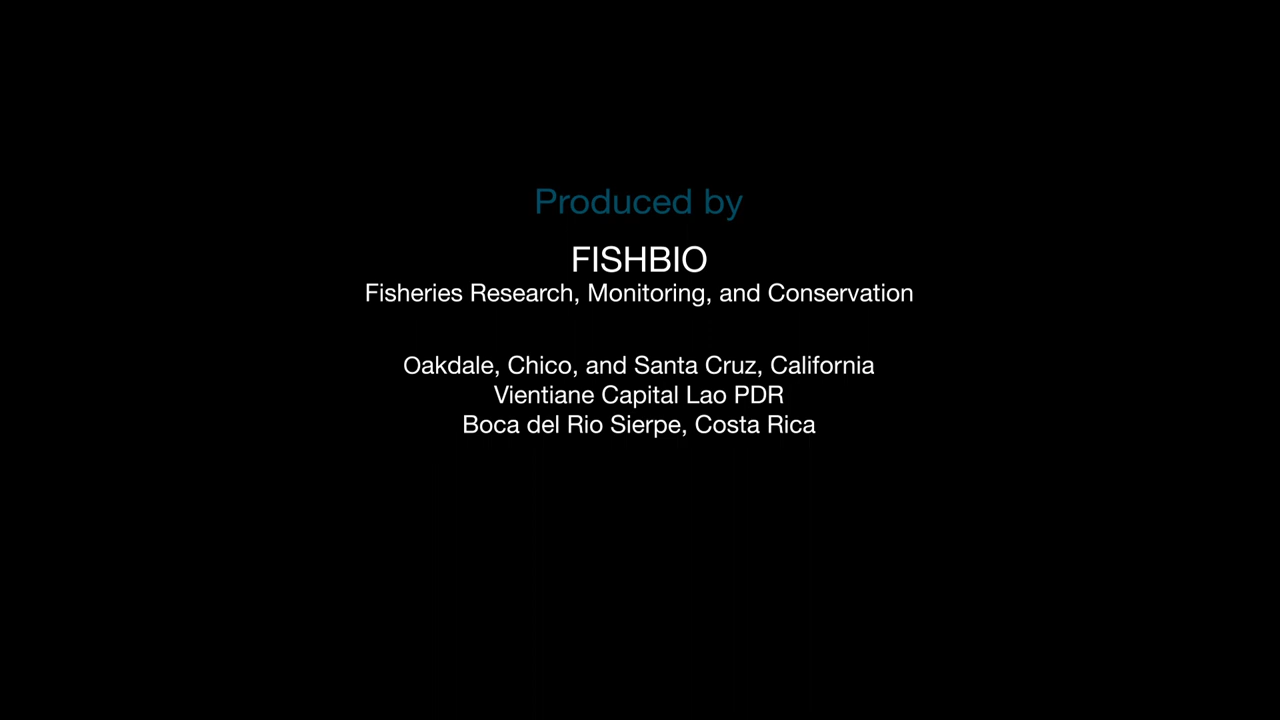 Produced by
FISHBIO
Fisheries Research, Monitoring, and Conservation
Oakdale, Chico, and Santa Cruz, California
Vientiane Capital Lao PDR
Boca del Rio Sierpe, Costa Rica